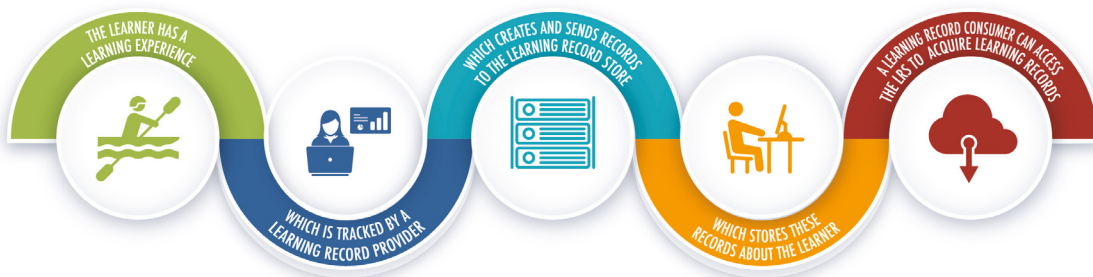 THE LEARNER HAS A
LEARNING EXPERIENCE
WHICH IS TRACKED BY A
LEARNING RECORD PROVIDER
WHICH CREATES AND SENDS RECORDS
TO THE LEARNING RECORD STORE
WHICH STORES THESE
RECORDS ABOUT THE LEARNER
A LEARNING RECORD CONSUMER CAN ACCESS
THE LRS TO ACQUIRE LEARNING RECORDS